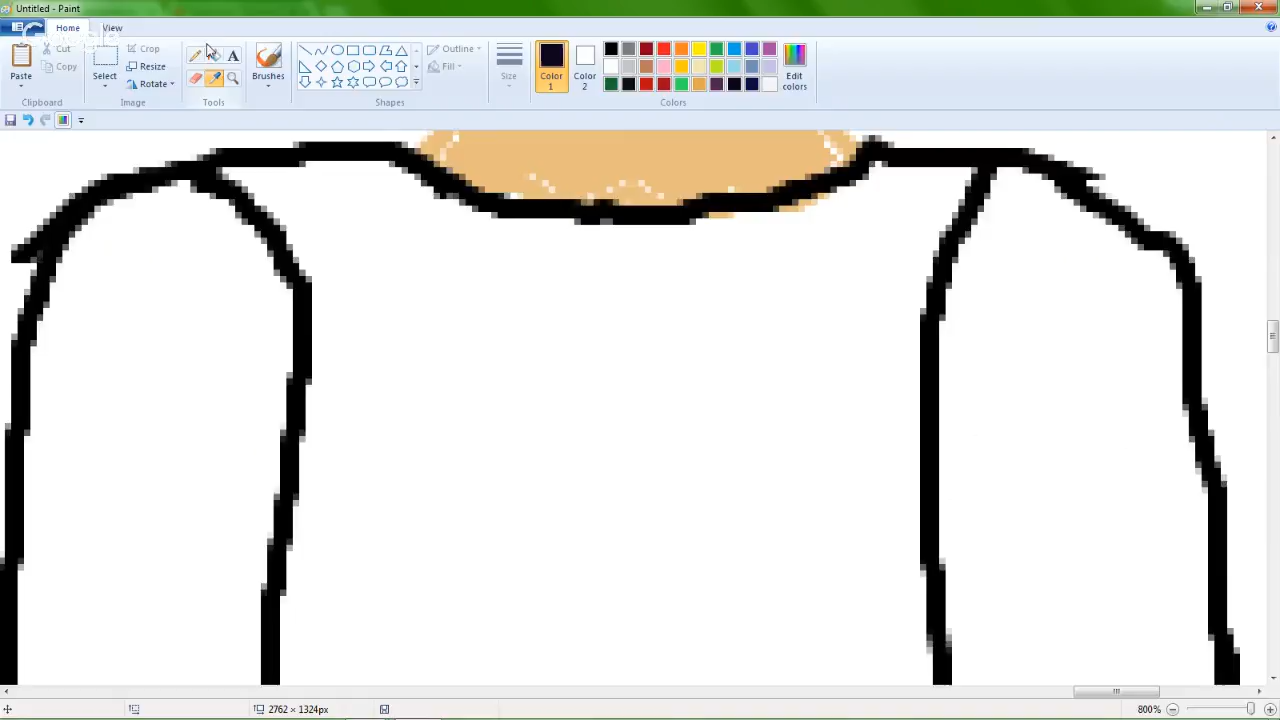 Untitled - Paint
Home View
Paste
Cut
Copy
Clipboard
Select
Crop
Resize
Rotate
Image
A
Tools
Brushes
Outline
Fill
Shapes
Size
Color 1
Color 2
Edit colors
Colors
2762 × 1324px
800%